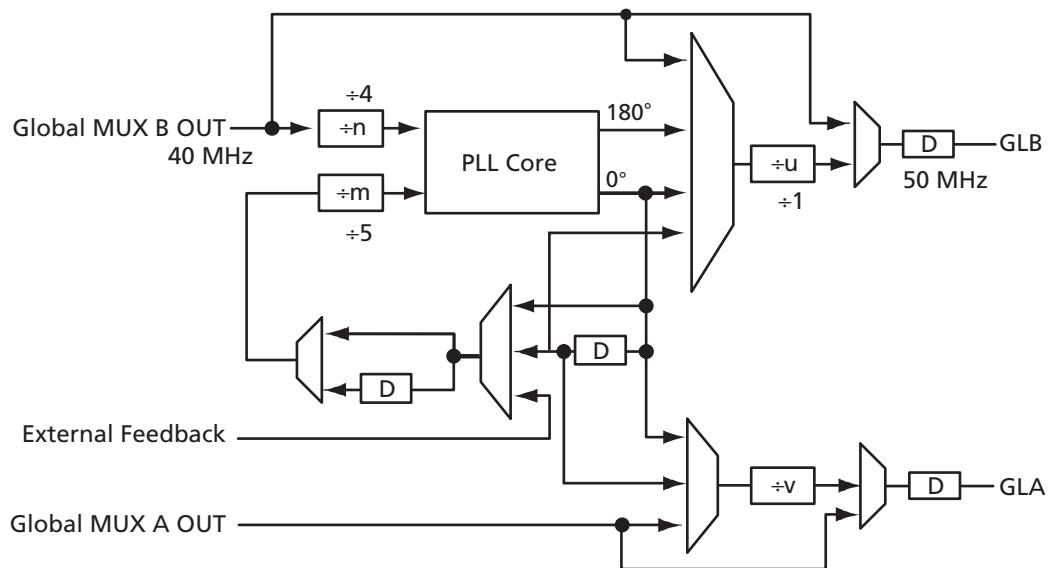 ÷4
180°
Global MUX B OUT
÷n
PLL Core
÷u
D
GLB
40 MHz
50 MHz
0°
÷m
÷1
÷5
D
D
External Feedback
÷v
D
GLA
Global MUX A OUT